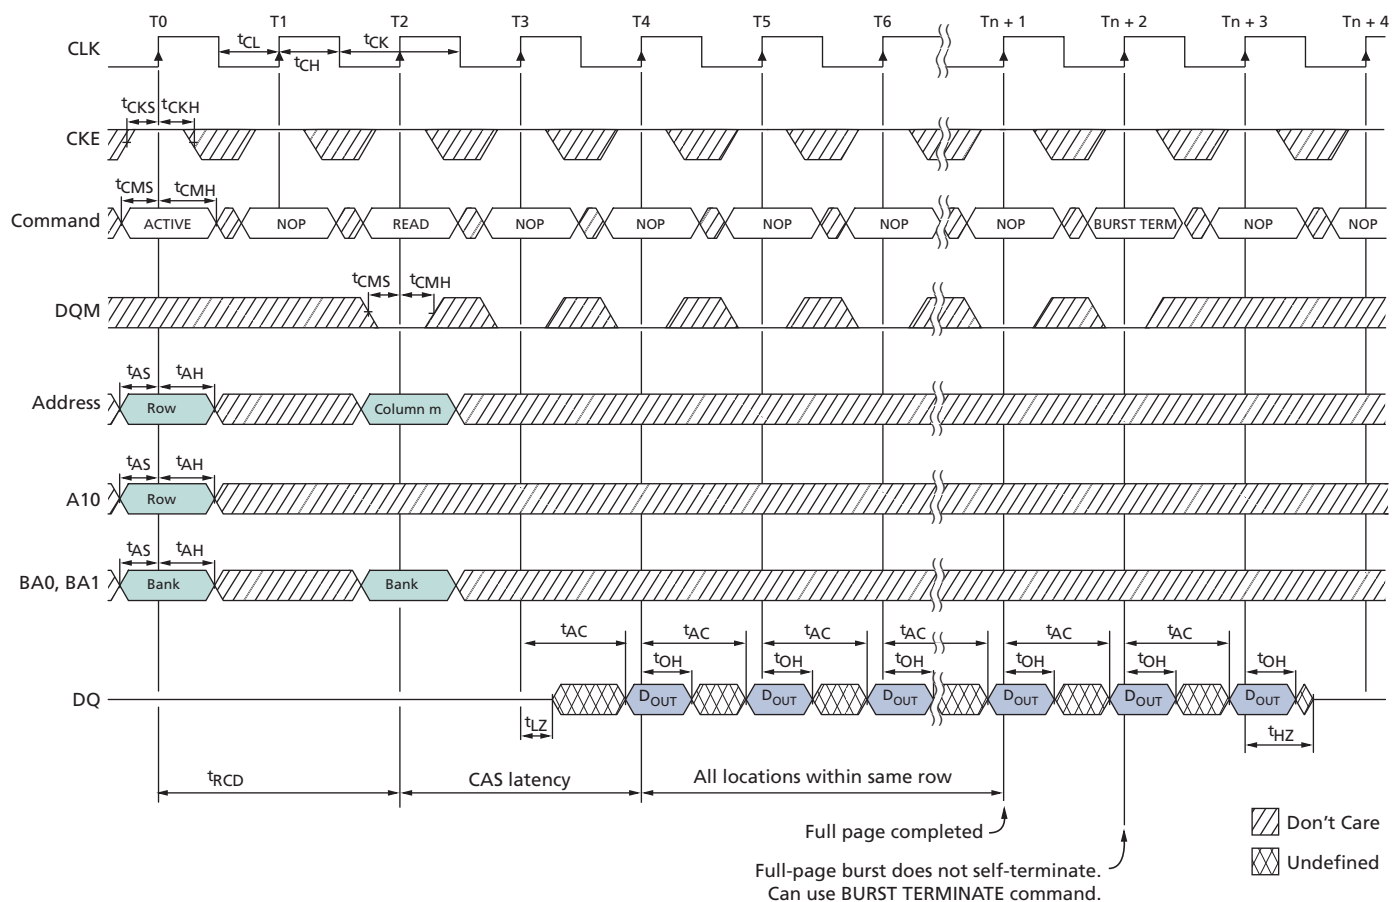 T0 T1 T2 T3 T4 T5 T6 Tn + 1 Tn + 2 Tn + 3 Tn + 4
CLK
tCL tCK
tCH
tCKS tCKH
CKE
tCMS tCMH
Command ACTIVE NOP READ NOP NOP NOP NOP NOP BURST TERM NOP NOP
tCMS tCMH
DQM
tAS tAH
Address Row Column m
tAS tAH
A10 Row
tAS tAH
BA0, BA1 Bank Bank
tAC tAC tAC tAC tAC tAC
tOH tOH tOH tOH tOH tOH
DQ DOUT DOUT DOUT DOUT DOUT DOUT
tLZ tHZ
tRCD CAS latency All locations within same row
Full page completed
Don't Care
Undefined
Full-page burst does not self-terminate.
Can use BURST TERMINATE command.